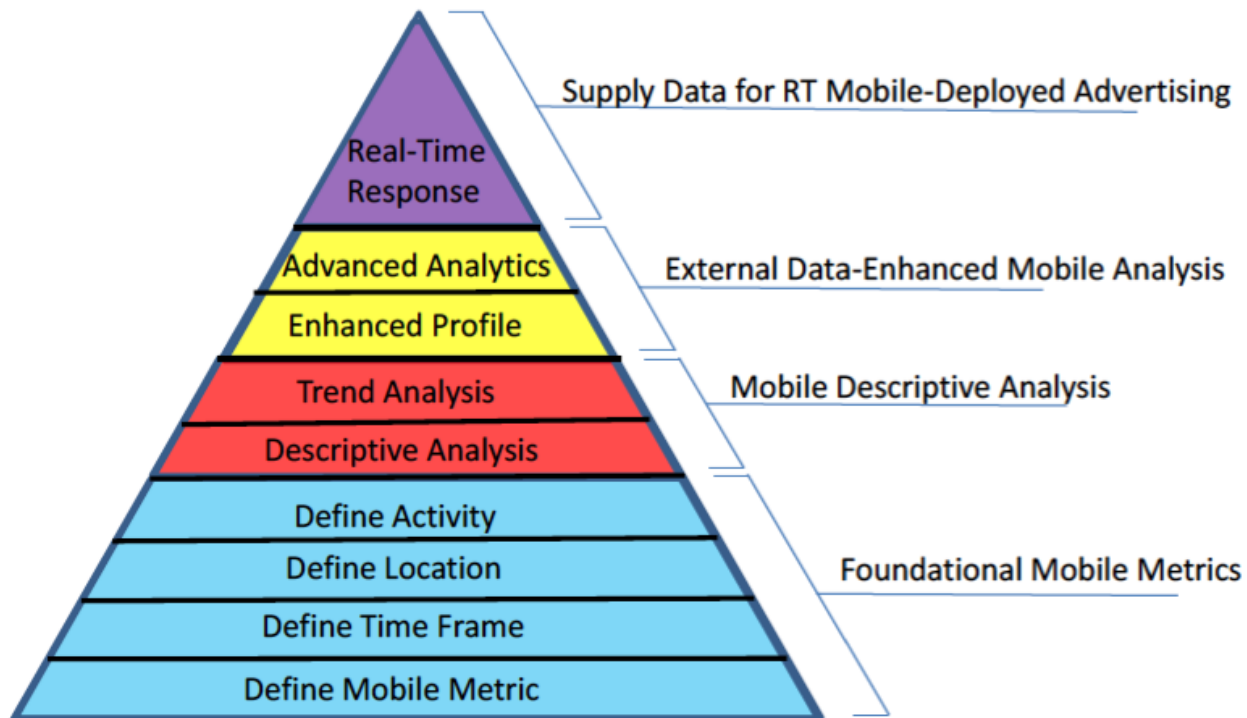 Supply Data for RT Mobile-Deployed Advertising
Real-Time
Response
Advanced Analytics
External Data-Enhanced Mobile Analysis
Enhanced Profile
Trend Analysis
Mobile Descriptive Analysis
Descriptive Analysis
Define Activity
Define Location
Foundational Mobile Metrics
Define Time Frame
Define Mobile Metric